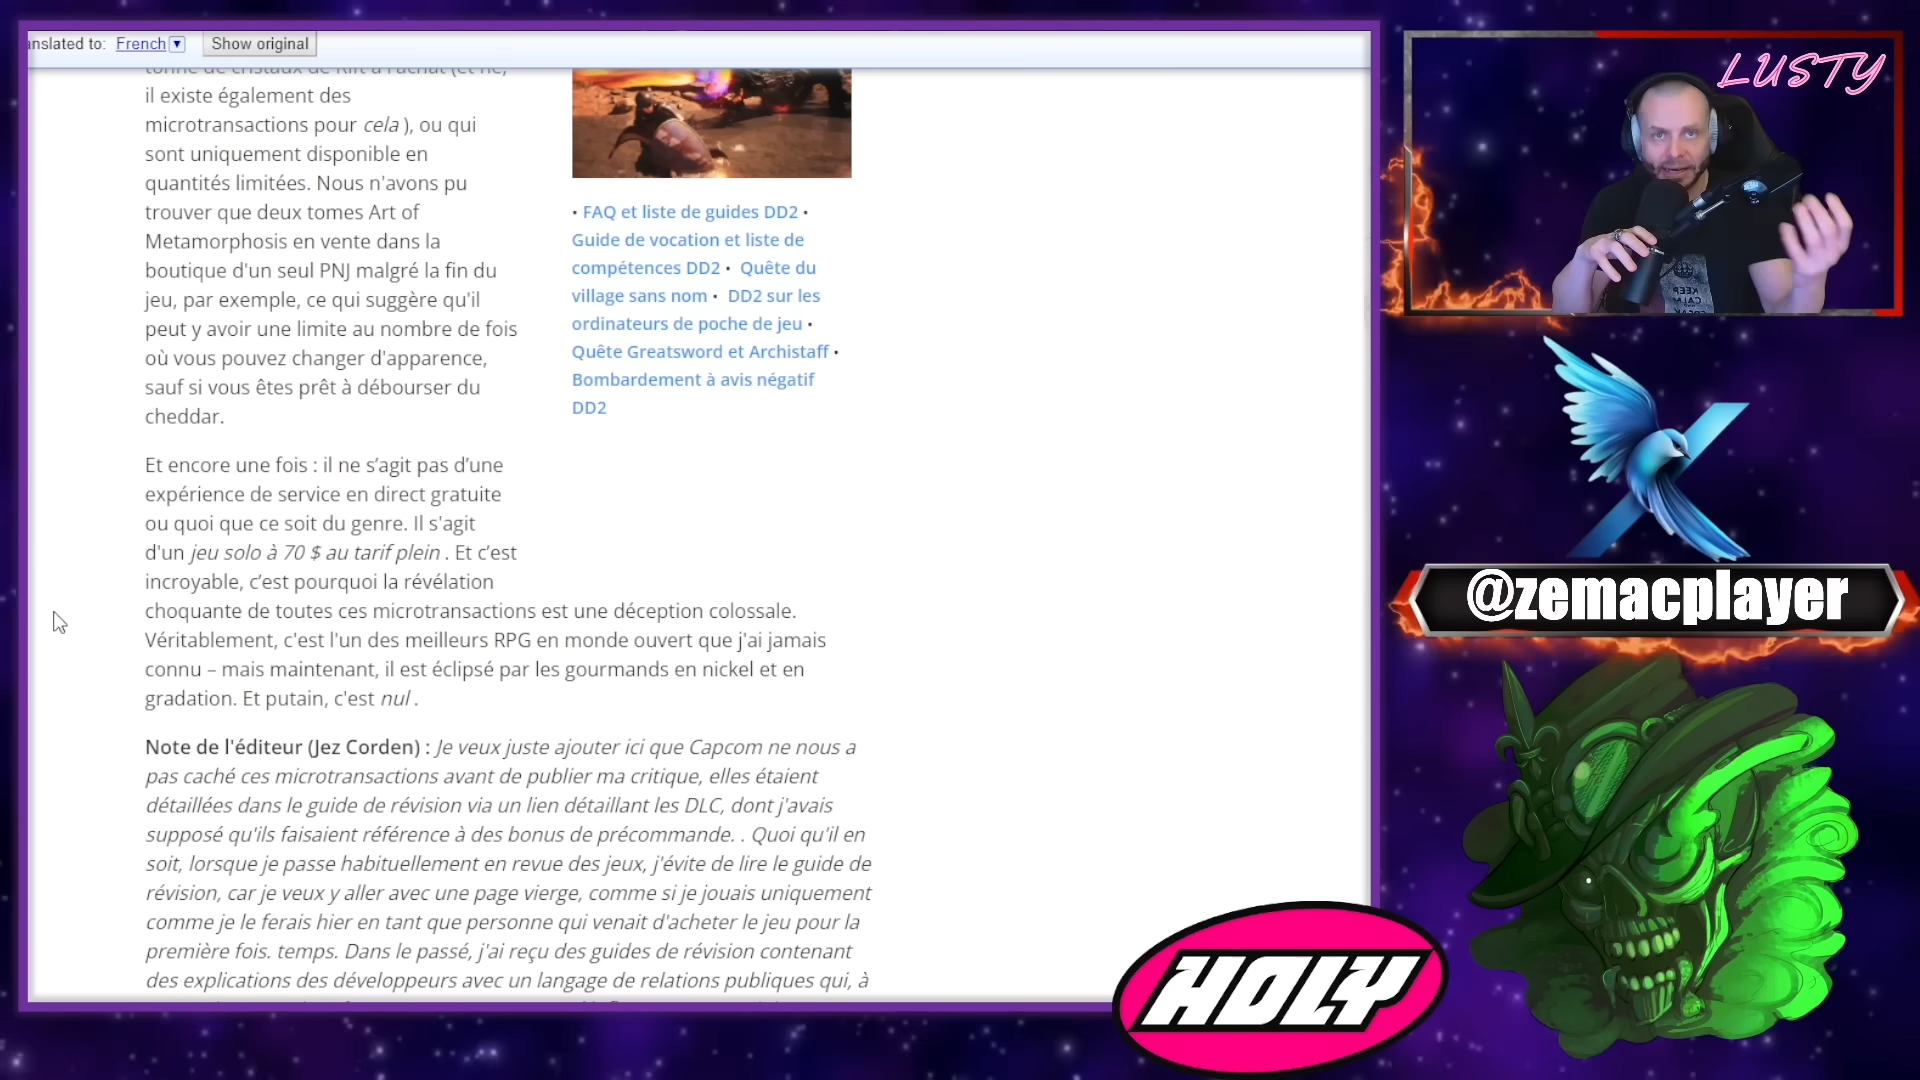 anslated to: French Show original
tonne de cristaux de Rift à l'achat (et hé,
il existe également des
microtransactions pour cela ), ou qui
sont uniquement disponible en
quantités limitées. Nous n'avons pu
trouver que deux tomes Art of
Metamorphosis en vente dans la
boutique d'un seul PNJ malgré la fin du
jeu, par exemple, ce qui suggère qu'il
peut y avoir une limite au nombre de fois
où vous pouvez changer d'apparence,
sauf si vous êtes prêt à débourser du
cheddar.
• FAQ et liste de guides DD2 •
Guide de vocation et liste de
compétences DD2 • Quête du
village sans nom • DD2 sur les
ordinateurs de poche de jeu •
Quête Greatsword et Archistaff •
Bombardement à avis négatif
DD2
Et encore une fois : il ne s’agit pas d’une
expérience de service en direct gratuite
ou quoi que ce soit du genre. Il s'agit
d'un jeu solo à 70 $ au tarif plein . Et c’est
incroyable, c’est pourquoi la révélation
choquante de toutes ces microtransactions est une déception colossale.
Véritablement, c'est l'un des meilleurs RPG en monde ouvert que j'ai jamais
connu – mais maintenant, il est éclipsé par les gourmands en nickel et en
gradation. Et putain, c'est nul .
Note de l'éditeur (Jez Corden) : Je veux juste ajouter ici que Capcom ne nous a
pas caché ces microtransactions avant de publier ma critique, elles étaient
détaillées dans le guide de révision via un lien détaillant les DLC, dont j'avais
supposé qu'ils faisaient référence à des bonus de précommande. . Quoi qu'il en
soit, lorsque je passe habituellement en revue des jeux, j'évite de lire le guide de
révision, car je veux y aller avec une page vierge, comme si je jouais uniquement
comme je le ferais hier en tant que personne qui venait d'acheter le jeu pour la
première fois. temps. Dans le passé, j'ai reçu des guides de révision contenant
des explications des développeurs avec un langage de relations publiques qui, à
LUSTY
KEEP
CALM
@zemacplayer
HOLY